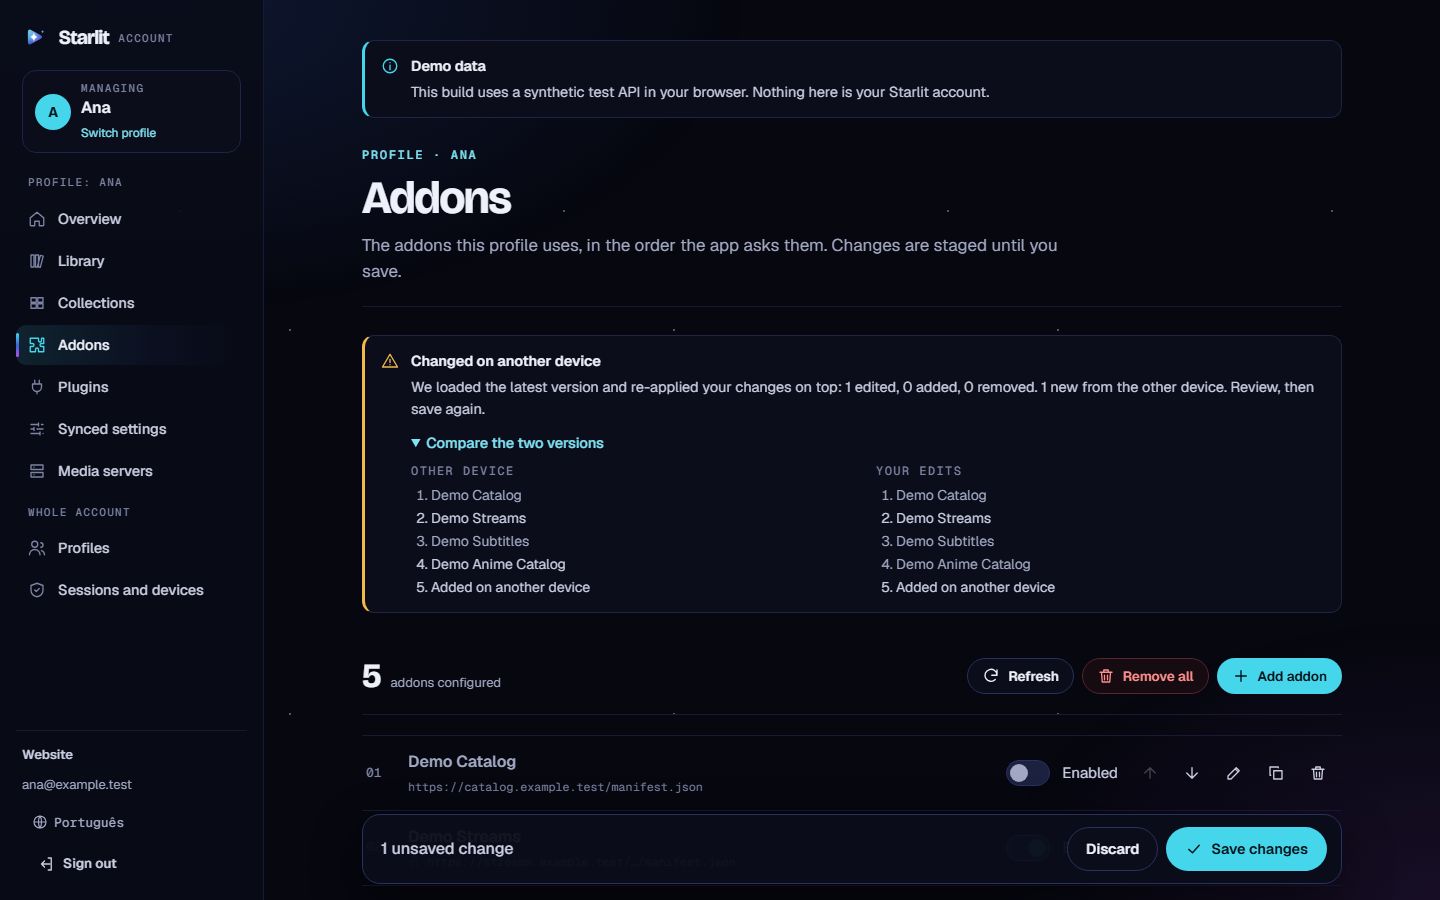 Starlit ACCOUNT
MANAGING
A
Ana
Switch profile
PROFILE: ANA
Overview
Library
Collections
Addons
Plugins
Synced settings
Media servers
WHOLE ACCOUNT
Profiles
Sessions and devices
Website
ana@example.test
Português
Sign out
Demo data
This build uses a synthetic test API in your browser. Nothing here is your Starlit account.
PROFILE · ANA
Addons
The addons this profile uses, in the order the app asks them. Changes are staged until you
save.
Changed on another device
We loaded the latest version and re-applied your changes on top: 1 edited, 0 added, 0 removed. 1 new from the other device. Review, then
save again.
Compare the two versions
OTHER DEVICE
1. Demo Catalog
2. Demo Streams
3. Demo Subtitles
4. Demo Anime Catalog
5. Added on another device
YOUR EDITS
1. Demo Catalog
2. Demo Streams
3. Demo Subtitles
4. Demo Anime Catalog
5. Added on another device
5 addons configured
Refresh
Remove all
Add addon
01
Demo Catalog
https://catalog.example.test/manifest.json
Enabled
Demo Streams
1 unsaved change
Discard
Save changes